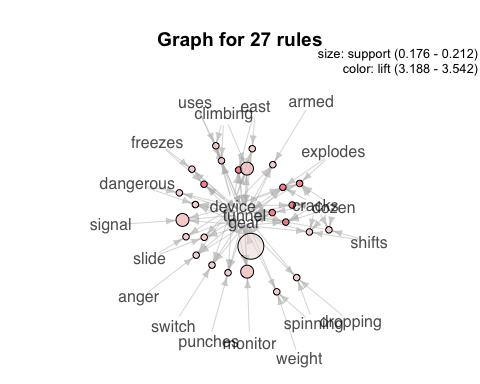 Graph for 27 rules
size: support (0.176 - 0.212)
color: lift (3.188 - 3.542)
uses
climbing
east
armed
freezes
explodes
dangerous
device
cracks
dozen
tunnel
signal
gear
shifts
slide
anger
switch
spinning
dropping
punches
monitor
weight